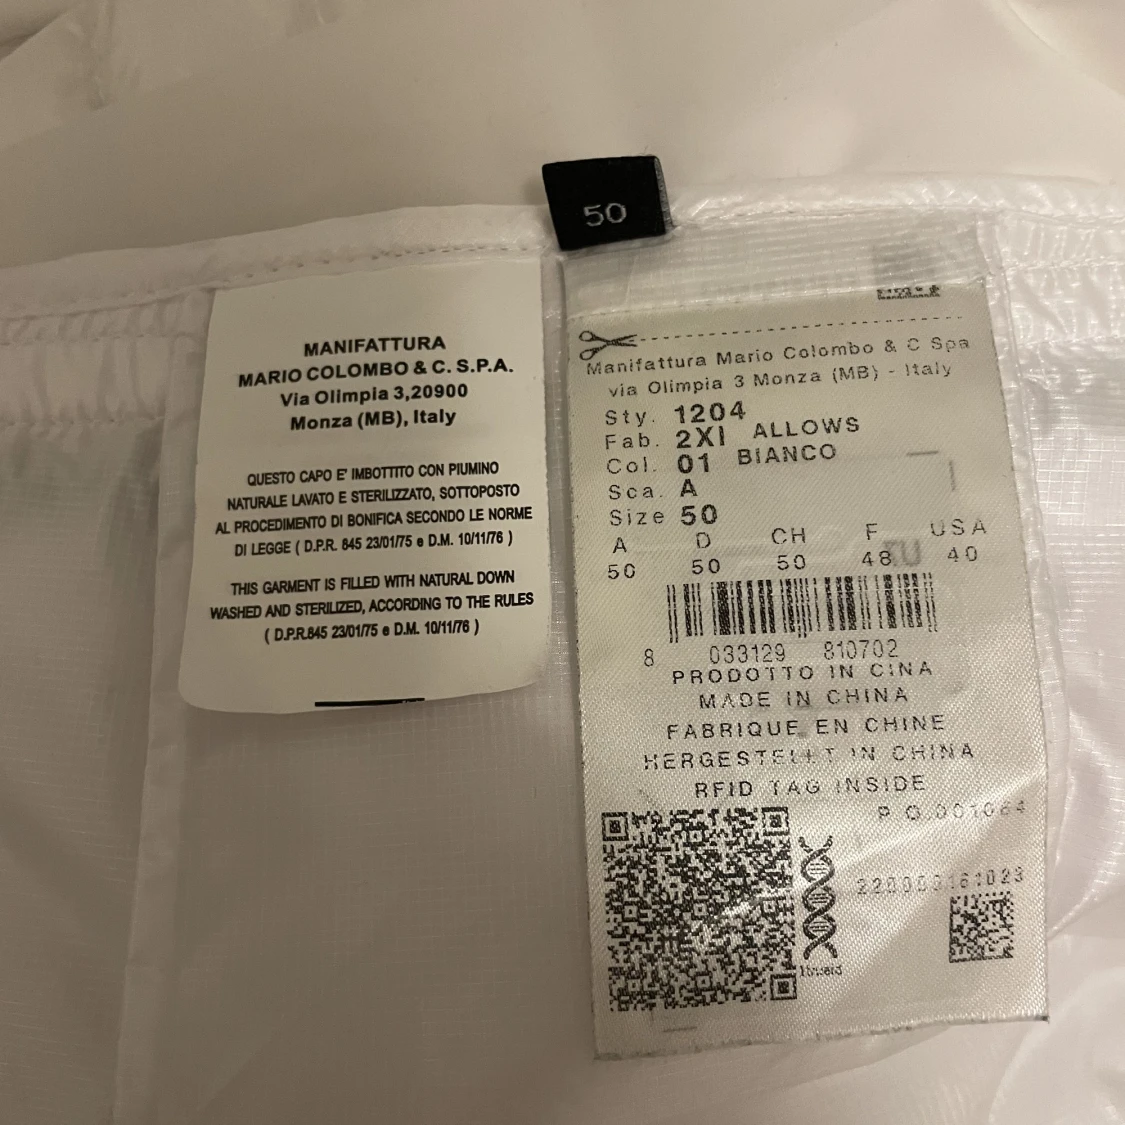 50
MANIFATTURA
MARIO COLOMBO & C. S.P.A.
Via Olimpia 3,20900
Monza (MB), Italy
QUESTO CAPO E' IMBOTTITO CON PIUMINO
NATURALE LAVATO E STERILIZZATO, SOTTOPOSTO
AL PROCEDIMENTO DI BONIFICA SECONDO LE NORME
DI LEGGE ( D.P.R. 845 23/01/75 e D.M. 10/11/76 )
THIS GARMENT IS FILLED WITH NATURAL DOWN
WASHED AND STERILIZED, ACCORDING TO THE RULES
( D.P.R.845 23/01/75 e D.M. 10/11/76 )
Manifattura Mario Colombo & C Spa
via Olimpia 3 Monza (MB) - Italy
Sty. 1204
Fab. 2XI ALLOWS
Col. 01 BIANCO
Sca. A
Size 50
A D CH F USA
50 50 50 48 40
8 033129 810702
PRODOTTO IN CINA
MADE IN CHINA
FABRIQUE EN CHINE
HERGESTELLT IN CHINA
RFID TAG INSIDE
P.O.001064